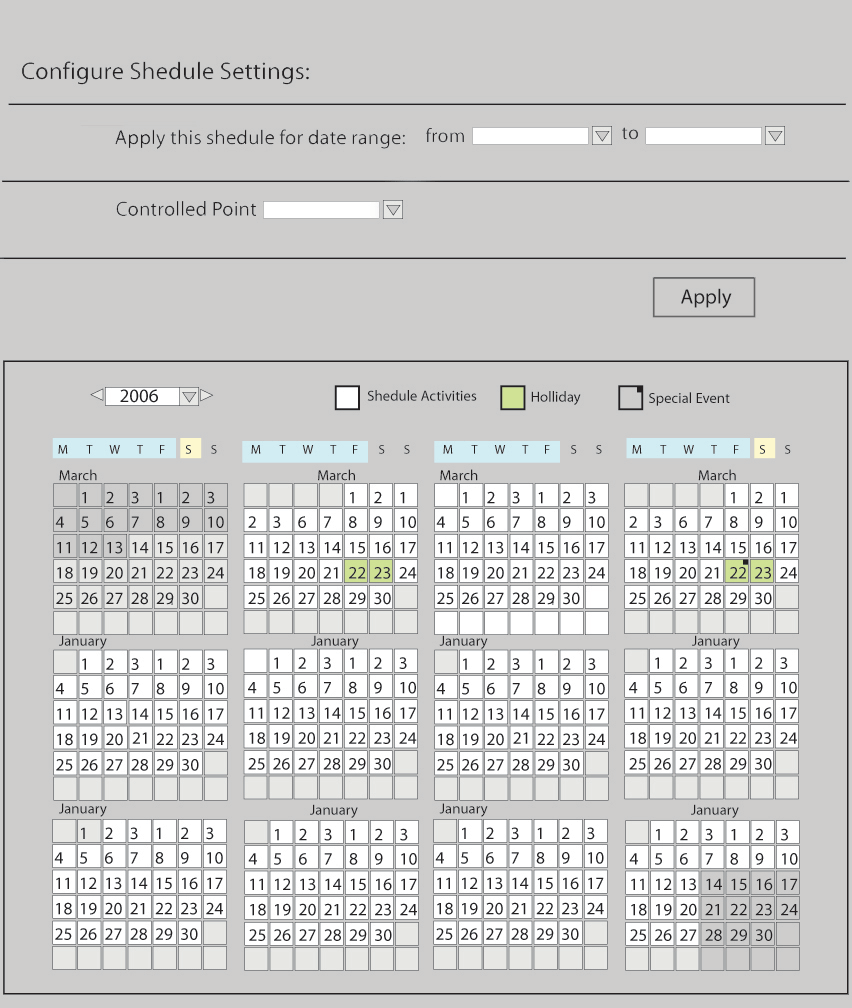 Configure Shedule Settings:
Apply this shedule for date range: from to
Controlled Point
Apply
2006 Shedule Activities Holliday Special Event
M T W T F S S M T W T F S S M T W T F S S M T W T F S S
March March March March
1 2 3 1 2 3 1 2 1 1 2 3 1 2 3 1 2 1
4 5 6 7 8 9 10 2 3 6 7 8 9 10 4 5 6 7 8 9 10 2 3 6 7 8 9 10
11 12 13 14 15 16 17 11 12 13 14 15 16 17 11 12 13 14 15 16 17 11 12 13 14 15 16 17
18 19 20 21 22 23 24 18 19 20 21 22 23 24 18 19 20 21 22 23 24 18 19 20 21 22 23 24
25 26 27 28 29 30 25 26 27 28 29 30 25 26 27 28 29 30 25 26 27 28 29 30
January January January January
1 2 3 1 2 3 1 2 3 1 2 3 1 2 3 1 2 3 1 2 3 1 2 3
4 5 6 7 8 9 10 4 5 6 7 8 9 10 4 5 6 7 8 9 10 4 5 6 7 8 9 10
11 12 13 14 15 16 17 11 12 13 14 15 16 17 11 12 13 14 15 16 17 11 12 13 14 15 16 17
18 19 20 21 22 23 24 18 19 20 21 22 23 24 18 19 20 21 22 23 24 18 19 20 21 22 23 24
25 26 27 28 29 30 25 26 27 28 29 30 25 26 27 28 29 30 25 26 27 28 29 30
January January January January
1 2 3 1 2 3 1 2 3 1 2 3 1 2 3 1 2 3 1 2 3 1 2 3
4 5 6 7 8 9 10 4 5 6 7 8 9 10 4 5 6 7 8 9 10 4 5 6 7 8 9 10
11 12 13 14 15 16 17 11 12 13 14 15 16 17 11 12 13 14 15 16 17 11 12 13 14 15 16 17
18 19 20 21 22 23 24 18 19 20 21 22 23 24 18 19 20 21 22 23 24 18 19 20 21 22 23 24
25 26 27 28 29 30 25 26 27 28 29 30 25 26 27 28 29 30 25 26 27 28 29 30